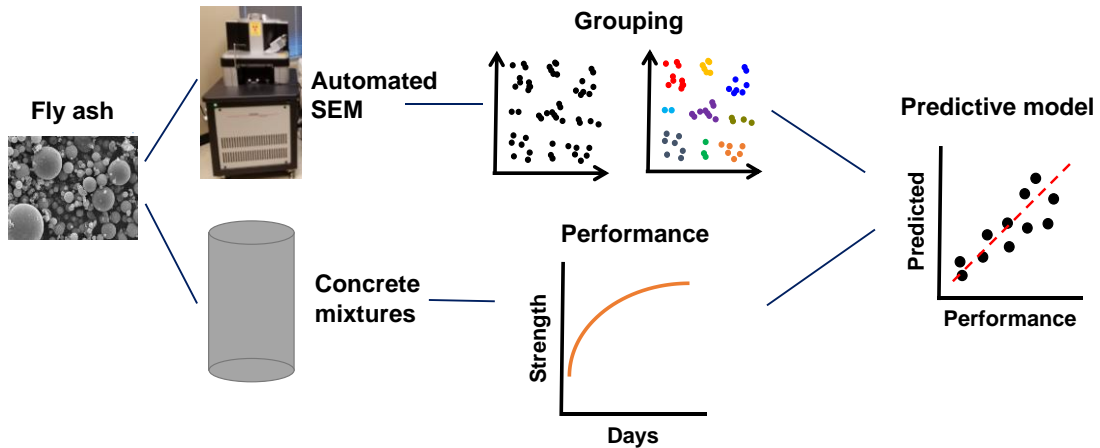 Fly ash
Automated
SEM
Grouping
Concrete
mixtures
Performance
Strength
Days
Predictive model
Predicted
Performance